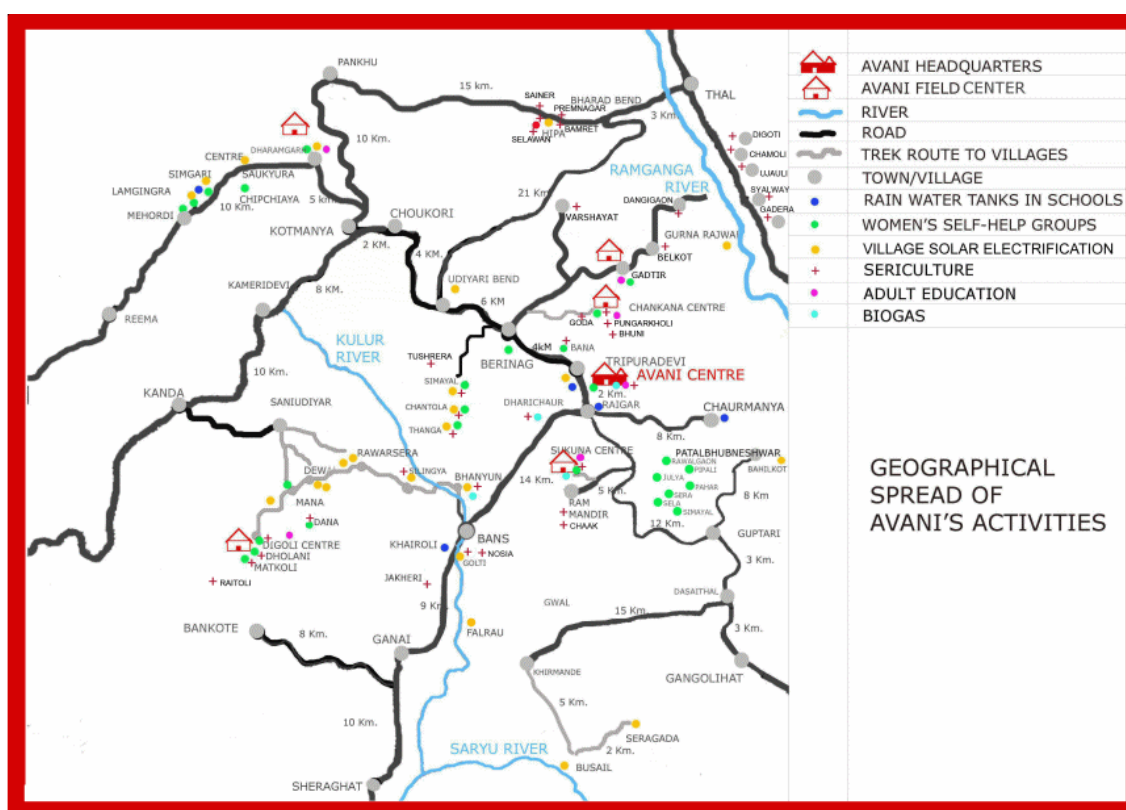 PANKHU
15 km.
SAINER
PREMNAGAR
BHARAD BEND
THAL
3 Km.
HIPA
BAMRET
SELAWAN
10 Km.
DHARAMGARH
CENTRE
SAUKYURA
SIMGARI
LAMGINGRA
CHIPCHIAYA
10 Km.
5 km.
MEHORDI
KOTMANYA
CHOUKORI
2 KM.
4 KM.
21 Km.
RAMGANGA
RIVER
DIGOTI
CHAMOLI
UJAULI
SYALWAY
GADERA
DANGIGAON
VARSHAYAT
GURNA RAJWAR
BELKOT
GADTIR
UDIYARI BEND
6 KM
KAMERIDEVI
8 KM.
REEMA
CHANKANA CENTRE
GODA
PUNGARKHOLI
BHUNI
KULUR
RIVER
TUSHRERA
BERINAG
4kM
BANA
TRIPURADEVI
AVANI CENTRE
2 Km.
RAIGAR
10 Km.
KANDA
SANIUDIYAR
SIMAYAL
CHANTOLA
THANGA
DHARICHAUR
CHAURMANYA
8 Km.
RAWARSERA
DEWAL
SILINGYA
BHANYUN
MANA
DANA
SUKUNA CENTRE
14 Km.
5 Km.
RAM
MANDIR
CHAAK
PATALBHUBNESHWAR
RAWALGAON
PIPALI
BAHILKOT
JULYA
PAHAR
SERA
SELA
SIMAYAL
8 Km
12 Km.
GUPTARI
DIGOLI CENTRE
DHOLANI
MATKOLI
RAITOLI
KHAIROLI
BANS
NOBIA
GOLTI
JAKHERI
9 Km
3 Km.
DASAITHAL
GWAL
15 Km.
3 Km.
BANKOTE
8 Km.
GANAI
FALRAU
KHIRMANDE
GANGOLIHAT
5 Km.
10 Km.
SERAGADA
2 Km.
SARYU RIVER
BUSAIL
SHERAGHAT
AVANI HEADQUARTERS
AVANI FIELD CENTER
RIVER
ROAD
TREK ROUTE TO VILLAGES
TOWN/VILLAGE
RAIN WATER TANKS IN SCHOOLS
WOMEN'S SELF-HELP GROUPS
VILLAGE SOLAR ELECTRIFICATION
SERICULTURE
ADULT EDUCATION
BIOGAS
GEOGRAPHICAL
SPREAD OF
AVANI'S ACTIVITIES